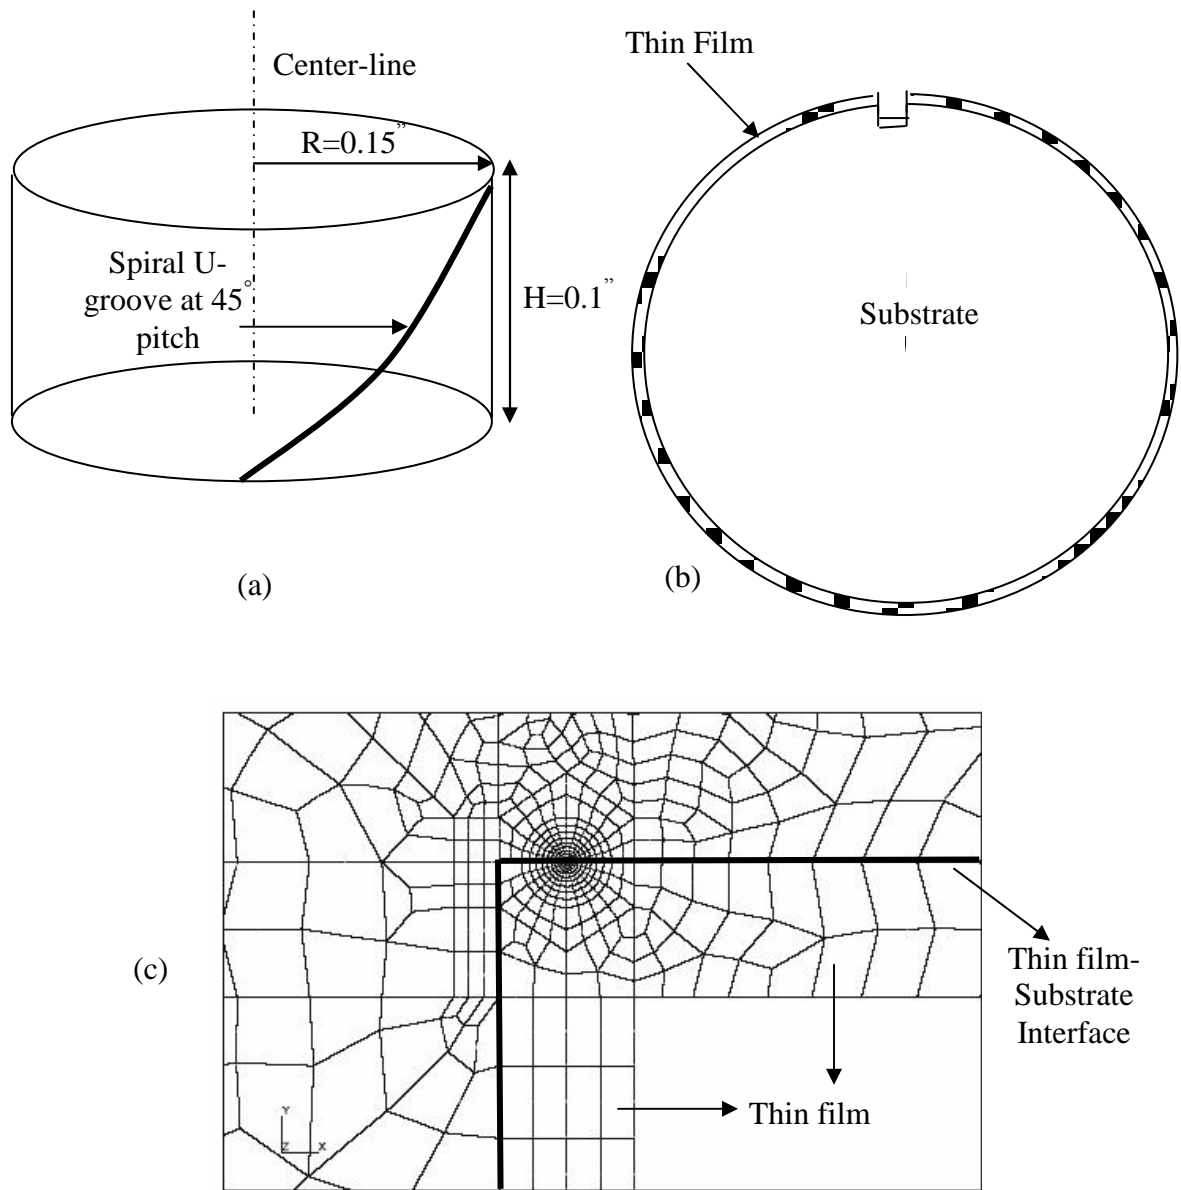 Center-line
R=0.15”
Spiral U-
groove at 45°
pitch
H=0.1”
(a)
Thin Film
Substrate
(b)
(c)
Thin film-
Substrate
Interface
Thin film
Y
Z X